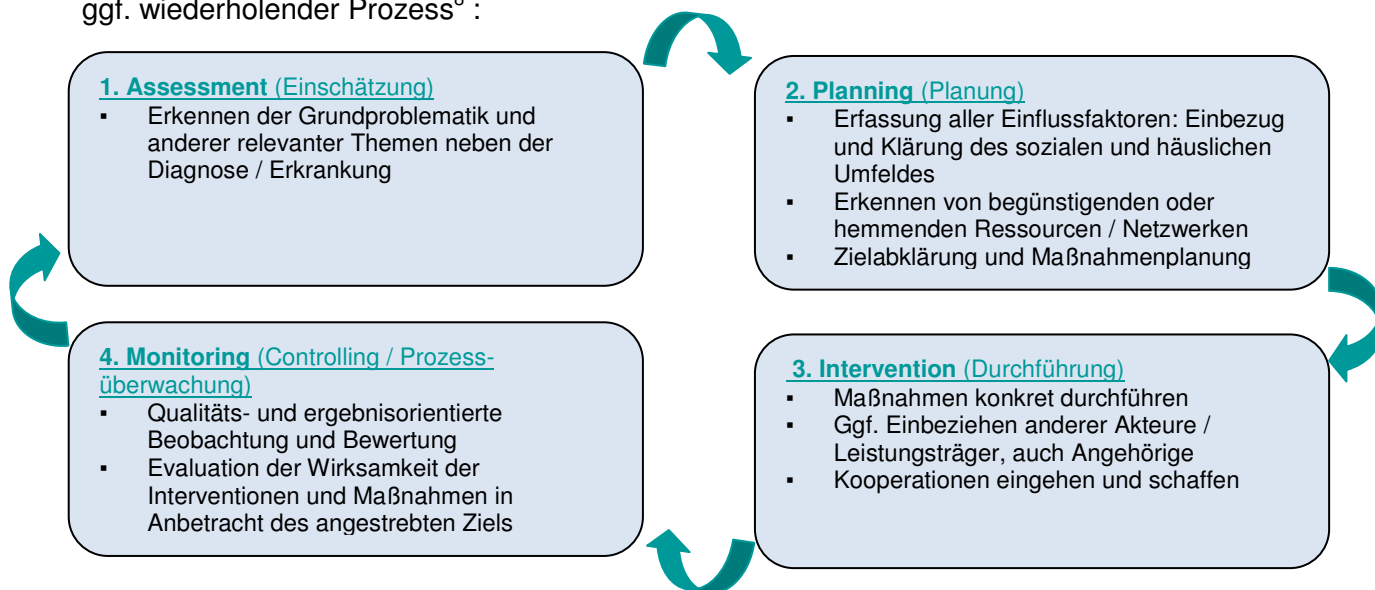 ggf. wiederholender Prozess⁸ :
1. Assessment (Einschätzung)
▪ Erkennen der Grundproblematik und
anderer relevanter Themen neben der
Diagnose / Erkrankung
2. Planning (Planung)
▪ Erfassung aller Einflussfaktoren: Einbezug
und Klärung des sozialen und häuslichen
Umfeldes
▪ Erkennen von begünstigenden oder
hemmenden Ressourcen / Netzwerken
▪ Zielabklärung und Maßnahmenplanung
3. Intervention (Durchführung)
▪ Maßnahmen konkret durchführen
▪ Ggf. Einbeziehen anderer Akteure /
Leistungsträger, auch Angehörige
▪ Kooperationen eingehen und schaffen
4. Monitoring (Controlling / Prozess-
überwachung)
▪ Qualitäts- und ergebnisorientierte
Beobachtung und Bewertung
▪ Evaluation der Wirksamkeit der
Interventionen und Maßnahmen in
Anbetracht des angestrebten Ziels